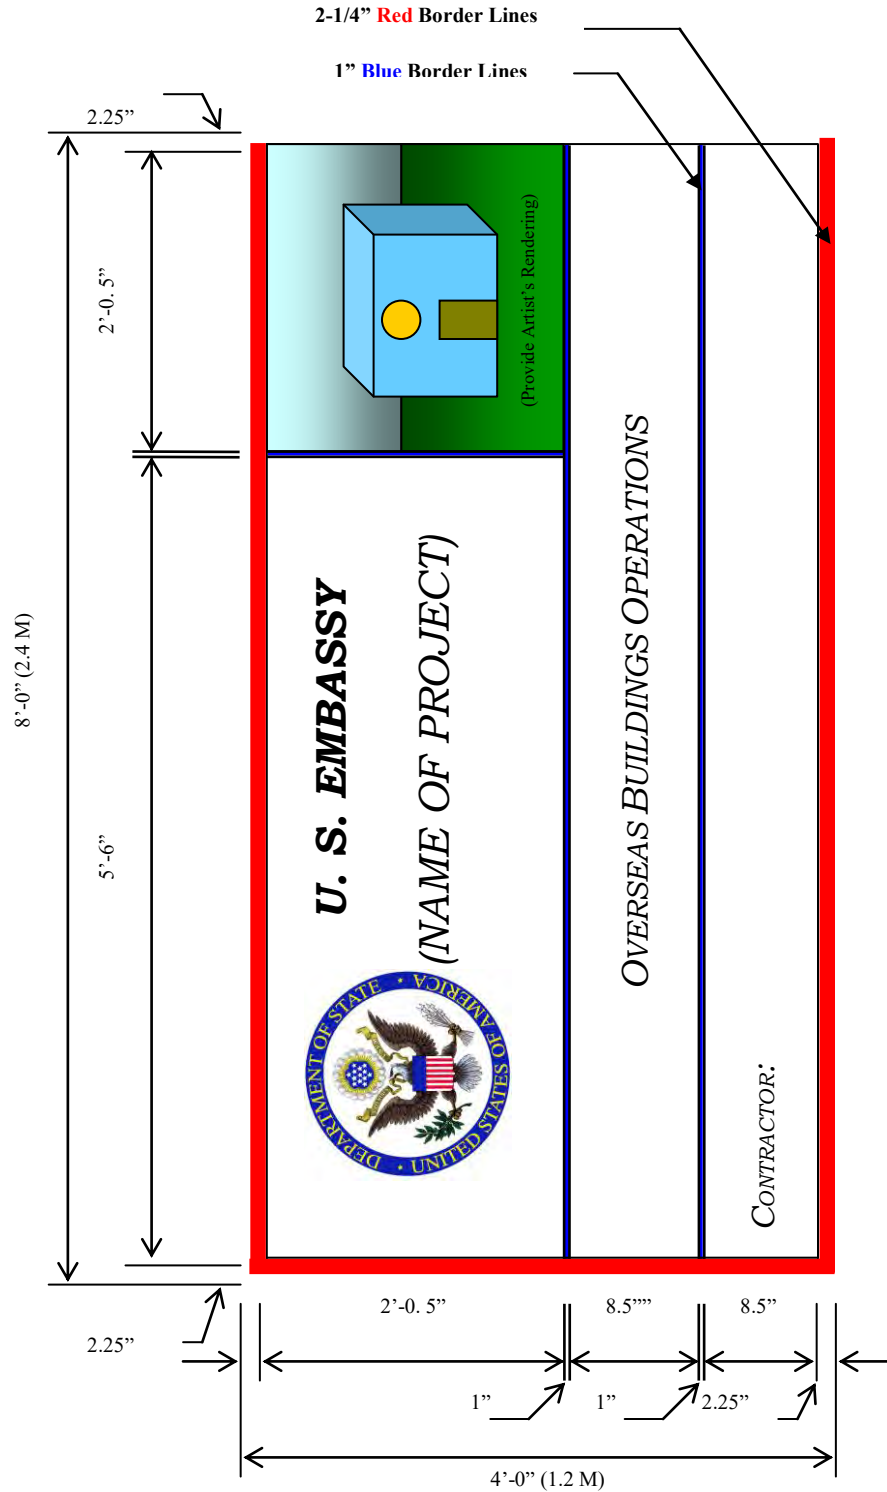 2-1/4” Red Border Lines
1” Blue Border Lines
2.25”
2’-0. 5”
8’-0” (2.4 M)
5’-6”
2.25”
(Provide Artist’s Rendering)
U. S. EMBASSY
(NAME OF PROJECT)
DEPARTMENT OF STATE
UNITED STATES OF AMERICA
OVERSEAS BUILDINGS OPERATIONS
CONTRACTOR:
2’-0. 5”
8.5””
8.5”
1”
1”
2.25”
4’-0” (1.2 M)